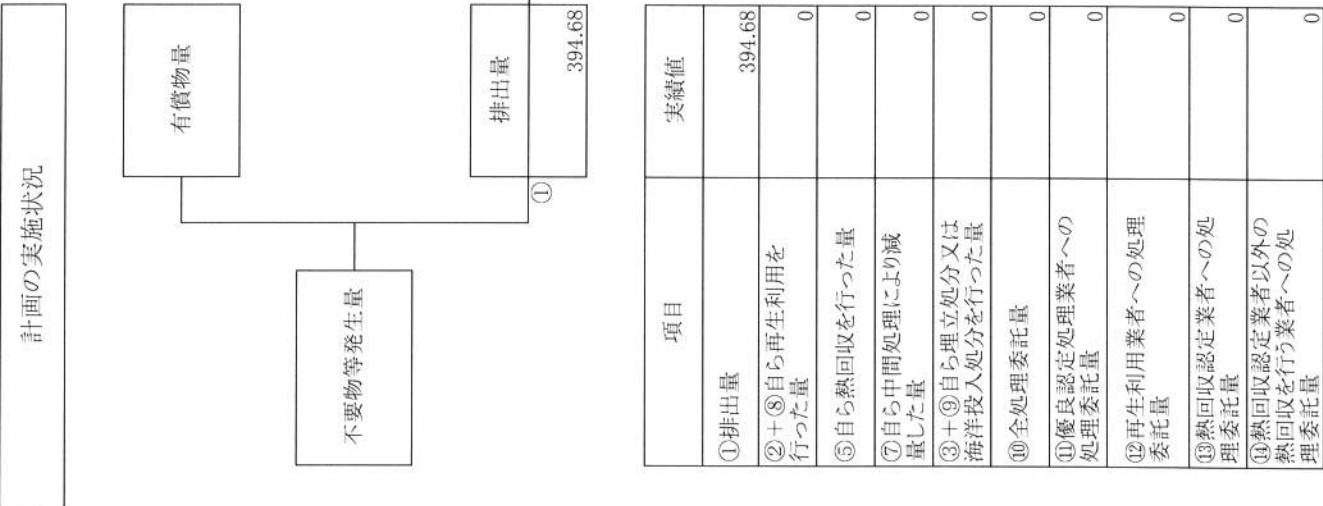 計画の実施状況
有償物量
不要物等発生量
①
排出量
394.68
項目 実績値
①排出量 394.68
②+⑧自ら再生利用を
行った量 0
⑤自ら熱回収を行った量 0
⑦自ら中間処理により減
量した量 0
③+⑨自ら埋立処分又は
海洋投入処分を行った量 0
⑩全処理委託量 0
⑪優良認定処理業者への
処理委託量 0
⑫再生利用業者への処理
委託量 0
⑬熱回収認定業者への処
理委託量 0
⑭熱回収認定業者以外の
熱回収を行う業者への処
理委託量 0